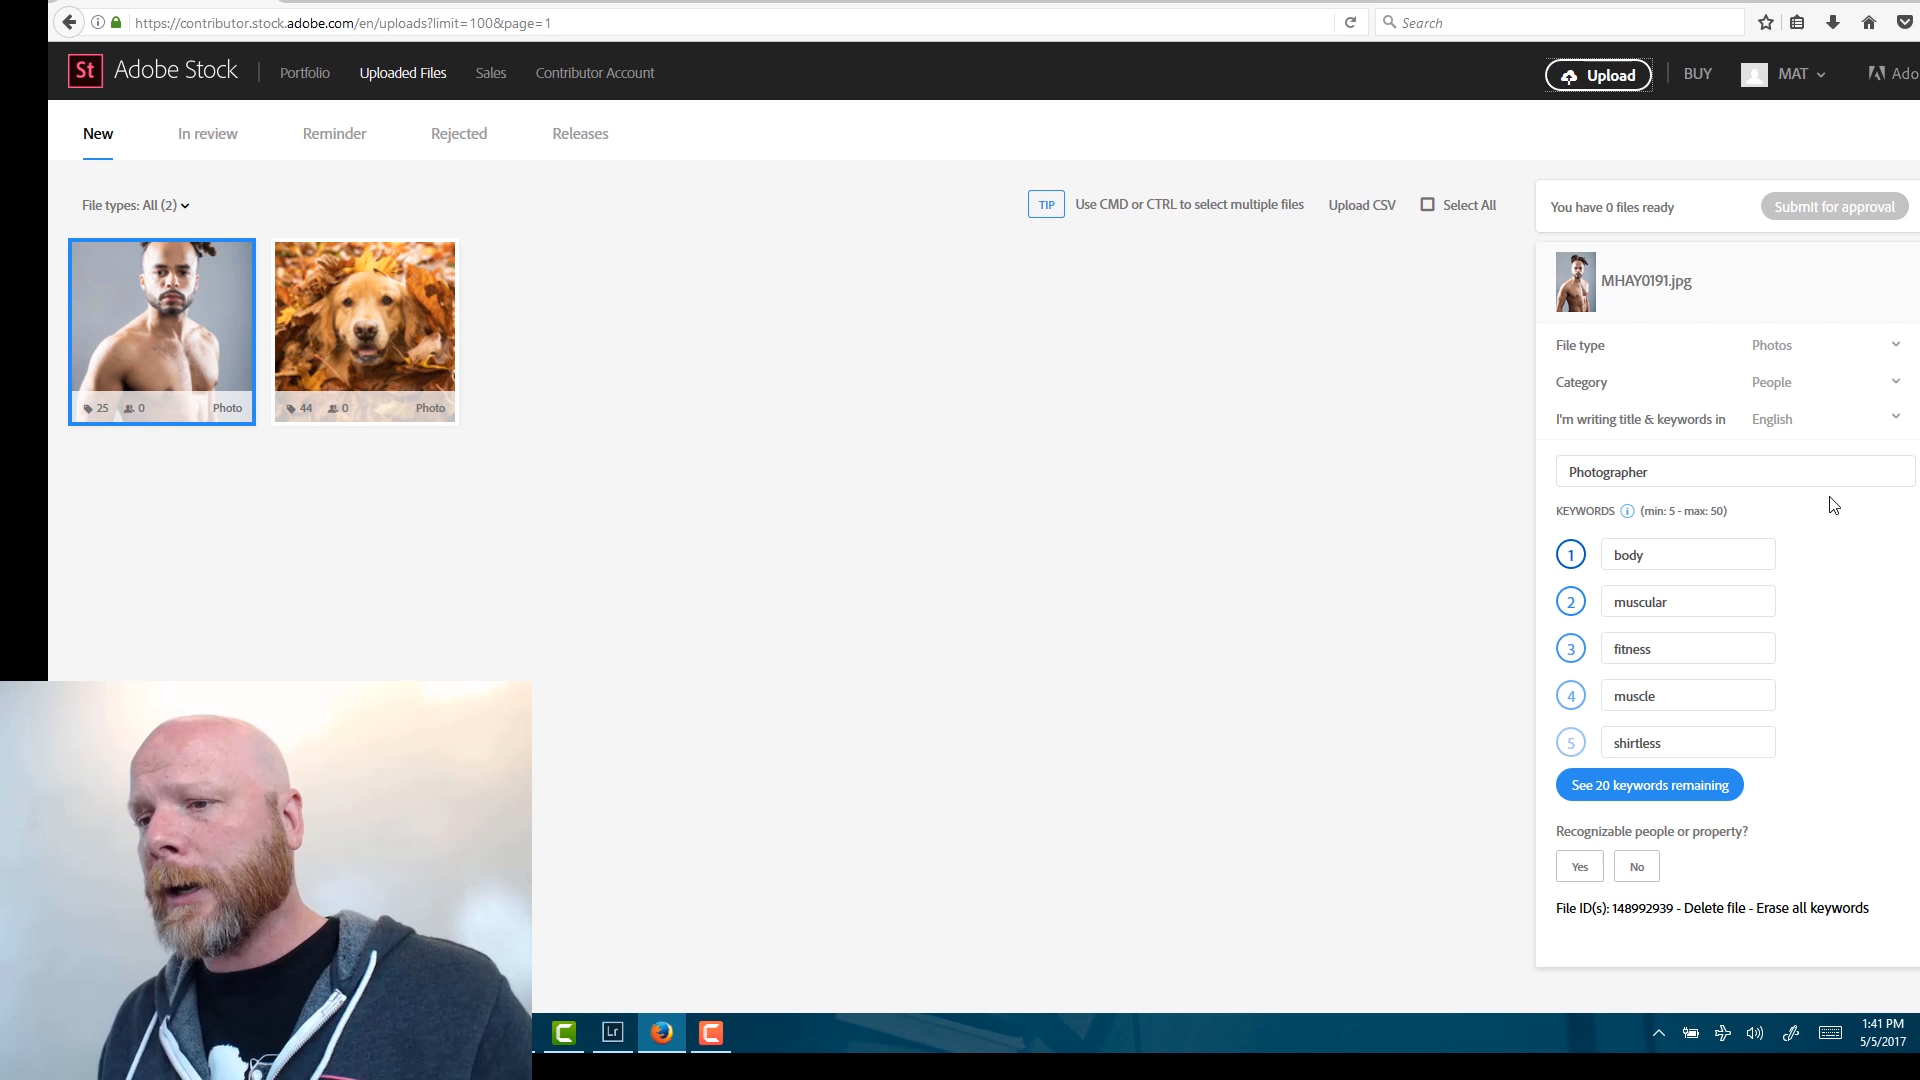 https://contributor.stock.adobe.com/en/uploads?limit=100&page=1
Search
St Adobe Stock
Portfolio
Uploaded Files
Sales
Contributor Account
Upload
BUY
MAT
Ado
New
In review
Reminder
Rejected
Releases
File types: All (2)
TIP Use CMD or CTRL to select multiple files
Upload CSV
Select All
You have 0 files ready
Submit for approval
25 0 Photo
44 0 Photo
MHAY0191.jpg
File type Photos
Category People
I'm writing title & keywords in English
Photographer
KEYWORDS i (min: 5 - max: 50)
1 body
2 muscular
3 fitness
4 muscle
5 shirtless
See 20 keywords remaining
Recognizable people or property?
Yes No
File ID(s): 148992939 - Delete file - Erase all keywords
Lr
1:41 PM
5/5/2017